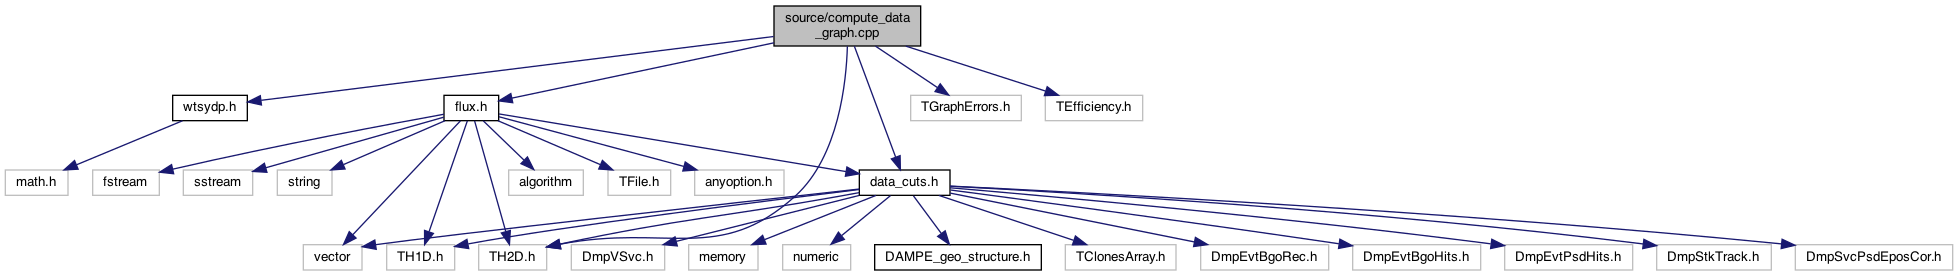 source/compute_data
_graph.cpp
wtsydp.h
flux.h
TGraphErrors.h
TEfficiency.h
math.h
fstream
sstream
string
algorithm
TFile.h
anyoption.h
data_cuts.h
vector
TH1D.h
TH2D.h
DmpVSvc.h
memory
numeric
DAMPE_geo_structure.h
TClonesArray.h
DmpEvtBgoRec.h
DmpEvtBgoHits.h
DmpEvtPsdHits.h
DmpStkTrack.h
DmpSvcPsdEposCor.h